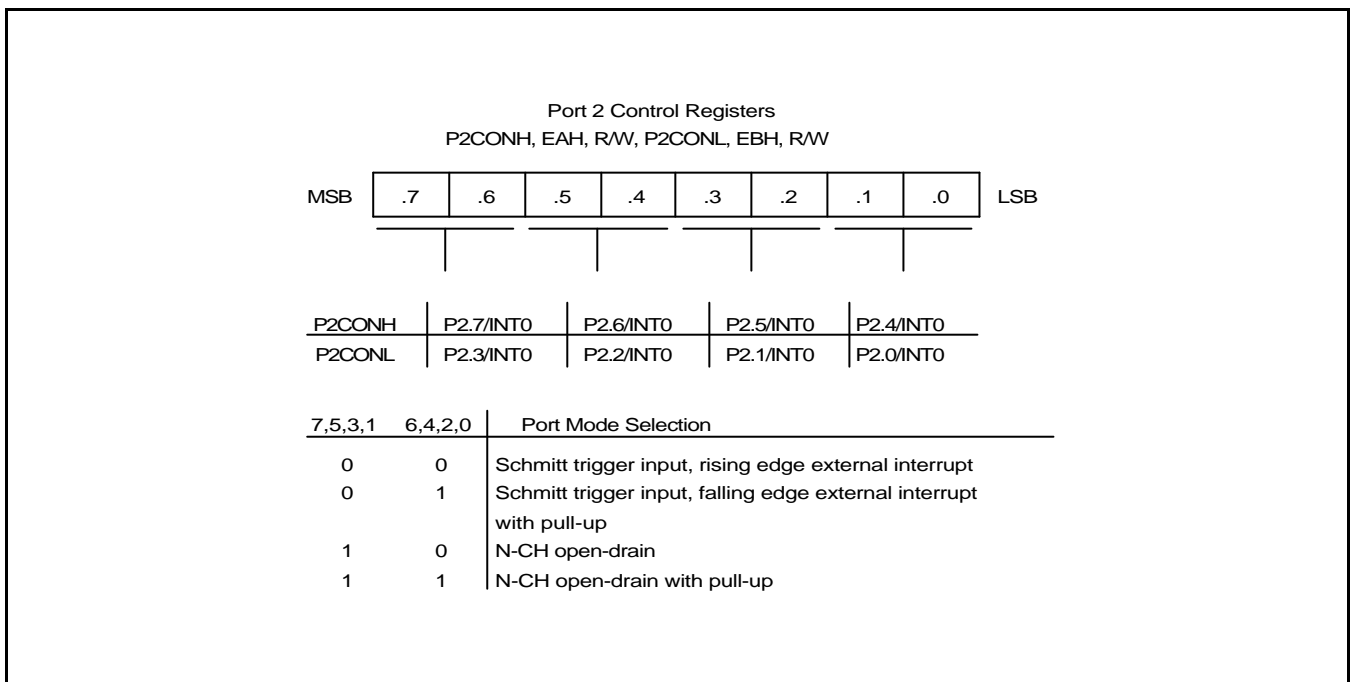 Port 2 Control Registers
P2CONH, EAH, R/W, P2CONL, EBH, R/W
MSB .7 .6 .5 .4 .3 .2 .1 .0 LSB
P2CONH P2.7/INT0 P2.6/INT0 P2.5/INT0 P2.4/INT0
P2CONL P2.3/INT0 P2.2/INT0 P2.1/INT0 P2.0/INT0
7,5,3,1 6,4,2,0 Port Mode Selection
0 0 Schmitt trigger input, rising edge external interrupt
0 1 Schmitt trigger input, falling edge external interrupt
with pull-up
1 0 N-CH open-drain
1 1 N-CH open-drain with pull-up